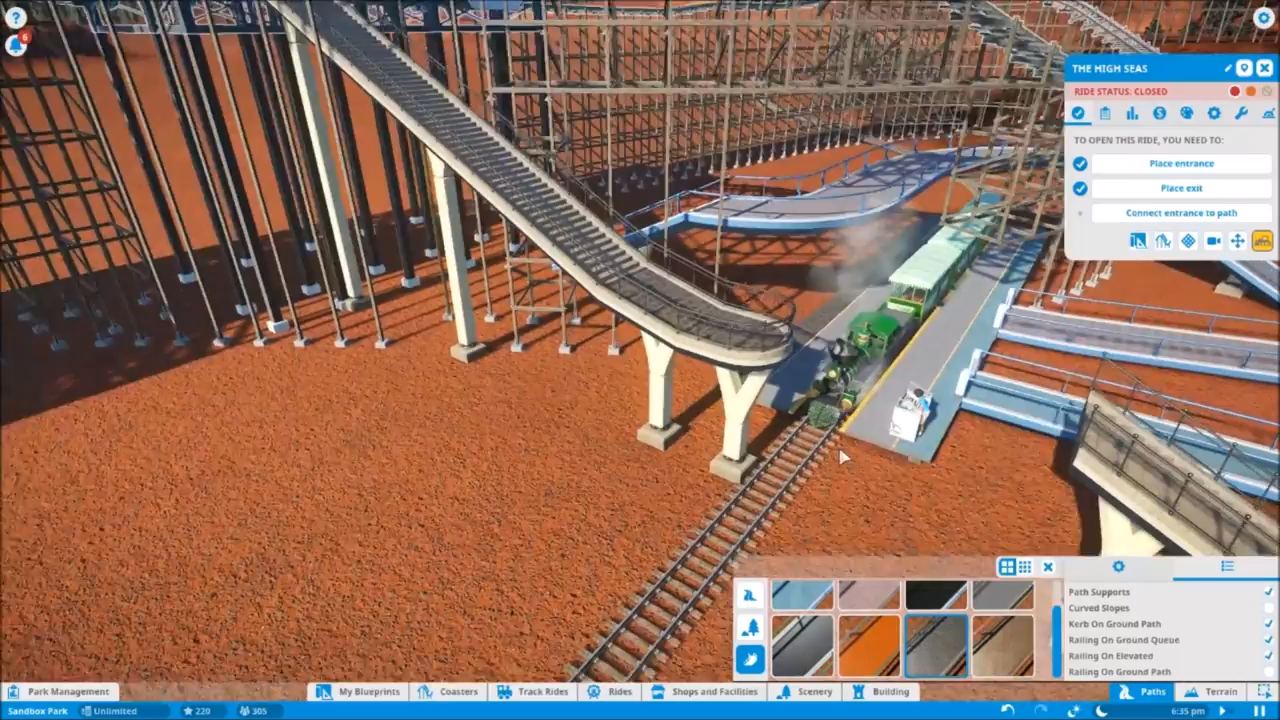 ?
6
THE HIGH SEAS
RIDE STATUS: CLOSED
TO OPEN THIS RIDE, YOU NEED TO:
Place entrance
Place exit
Connect entrance to path
Path Supports
Curved Slopes
Kerb On Ground Path
Railing On Ground Queue
Railing On Elevated
Railing On Ground Path
Park Management
My Blueprints
Coasters
Track Rides
Rides
Shops and Facilities
Scenery
Building
Paths
Terrain
Sandbox Park
Unlimited
220
305
6:35 pm